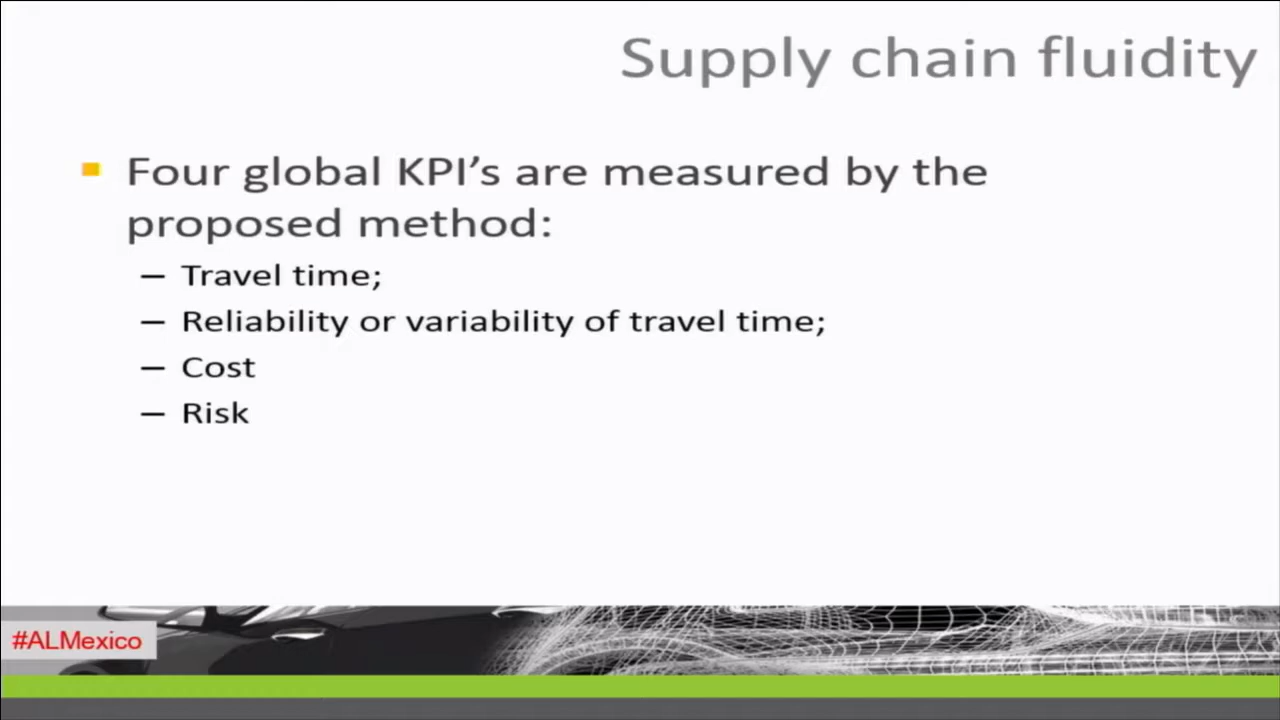 Supply chain fluidity
Four global KPI’s are measured by the
proposed method:
– Travel time;
– Reliability or variability of travel time;
– Cost
– Risk
#ALMexico